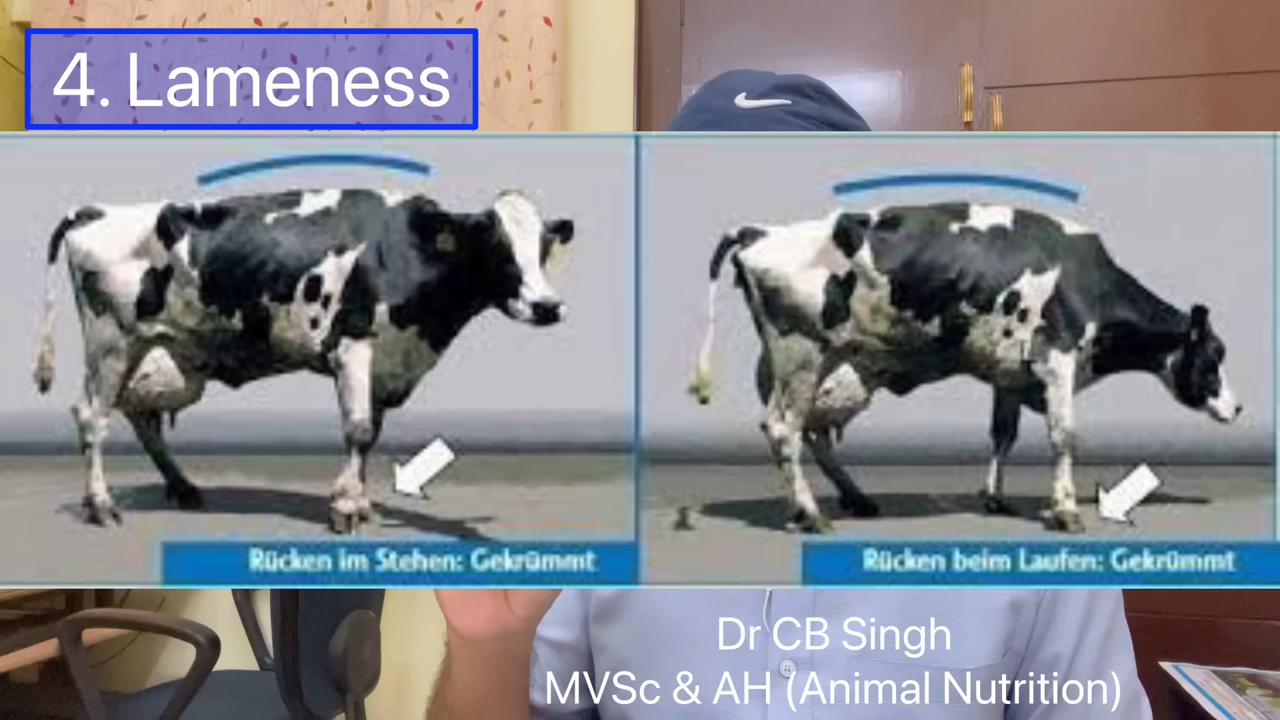 4. Lameness
Rücken im Stehen: Gekrümmt
Rücken beim Laufen: Gekrümmt
Dr CB Singh
MVSc & AH (Animal Nutrition)